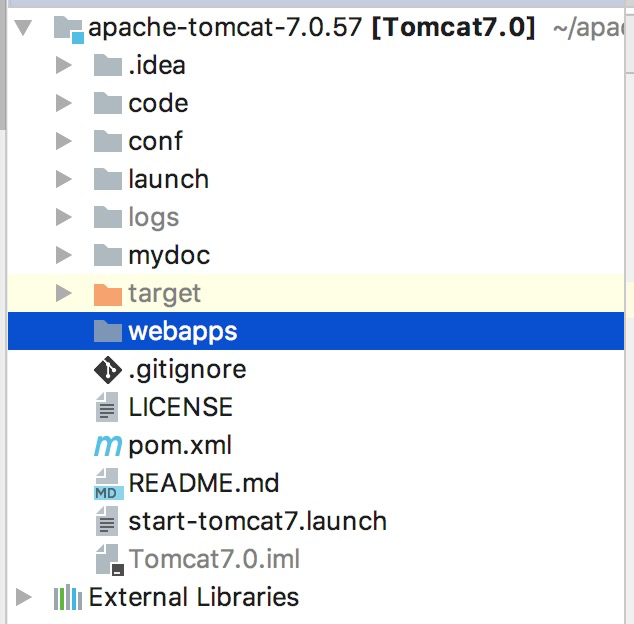 apache-tomcat-7.0.57 [Tomcat7.0] ~/apac
.idea
code
conf
launch
logs
mydoc
target
webapps
.gitignore
LICENSE
m pom.xml
MD README.md
start-tomcat7.launch
Tomcat7.0.iml
External Libraries